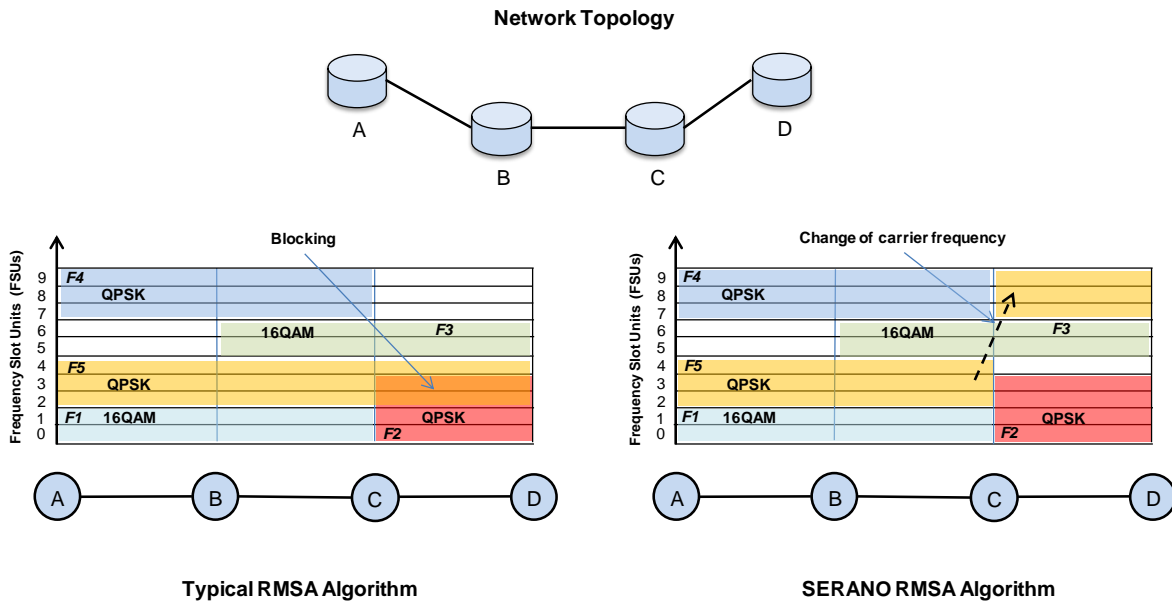 Network Topology
A
B
C
D
Blocking
Frequency Slot Units (FSUs)
9
8
7
6
5
4
3
2
1
0
F4
QPSK
16QAM
F3
F5
QPSK
F1
16QAM
QPSK
F2
A
B
C
D
Typical RMSA Algorithm
Change of carrier frequency
Frequency Slot Units (FSUs)
9
8
7
6
5
4
3
2
1
0
F4
QPSK
16QAM
F3
F5
QPSK
F1
16QAM
QPSK
F2
A
B
C
D
SERANO RMSA Algorithm